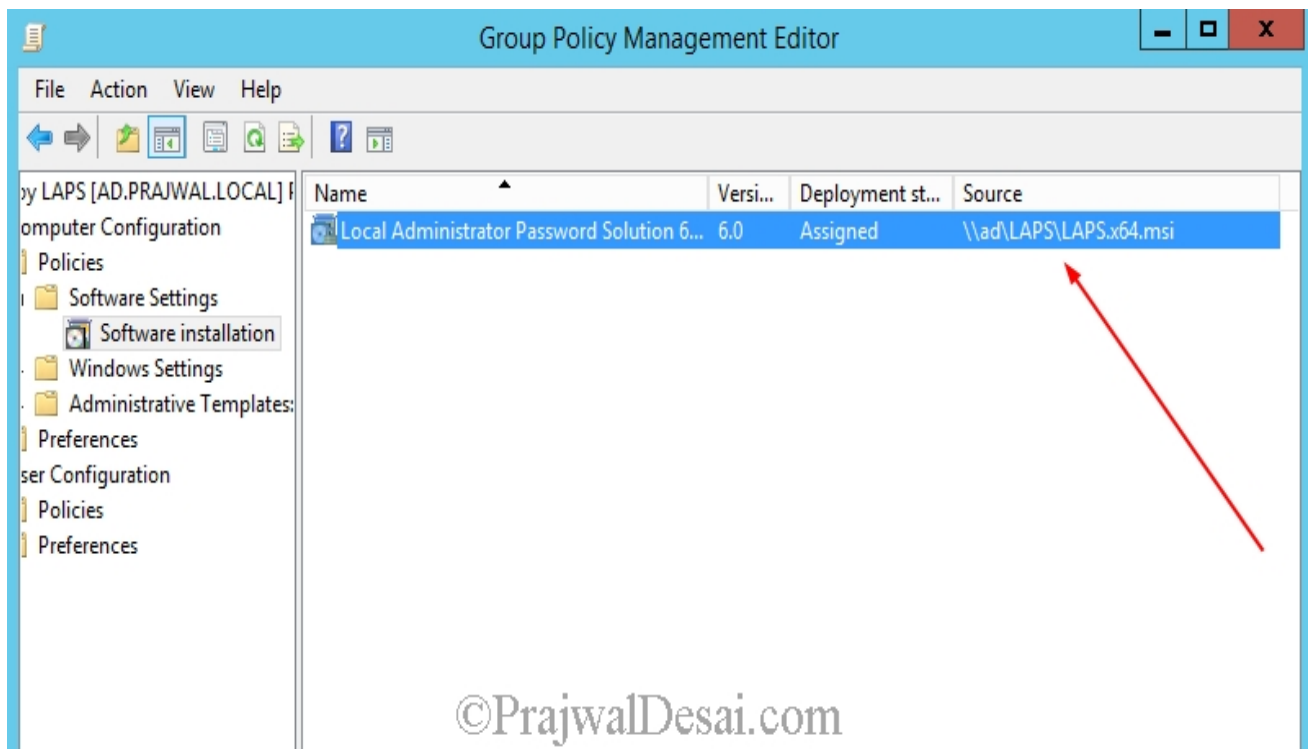 Group Policy Management Editor
File Action View Help
by LAPS [AD.PRAJWAL.LOCAL]
omputer Configuration
Policies
Software Settings
Software installation
Windows Settings
Administrative Templates:
Preferences
ser Configuration
Policies
Preferences
Name Versi... Deployment st... Source
Local Administrator Password Solution 6... 6.0 Assigned \\ad\LAPS\LAPS.x64.msi
©PrajwalDesai.com